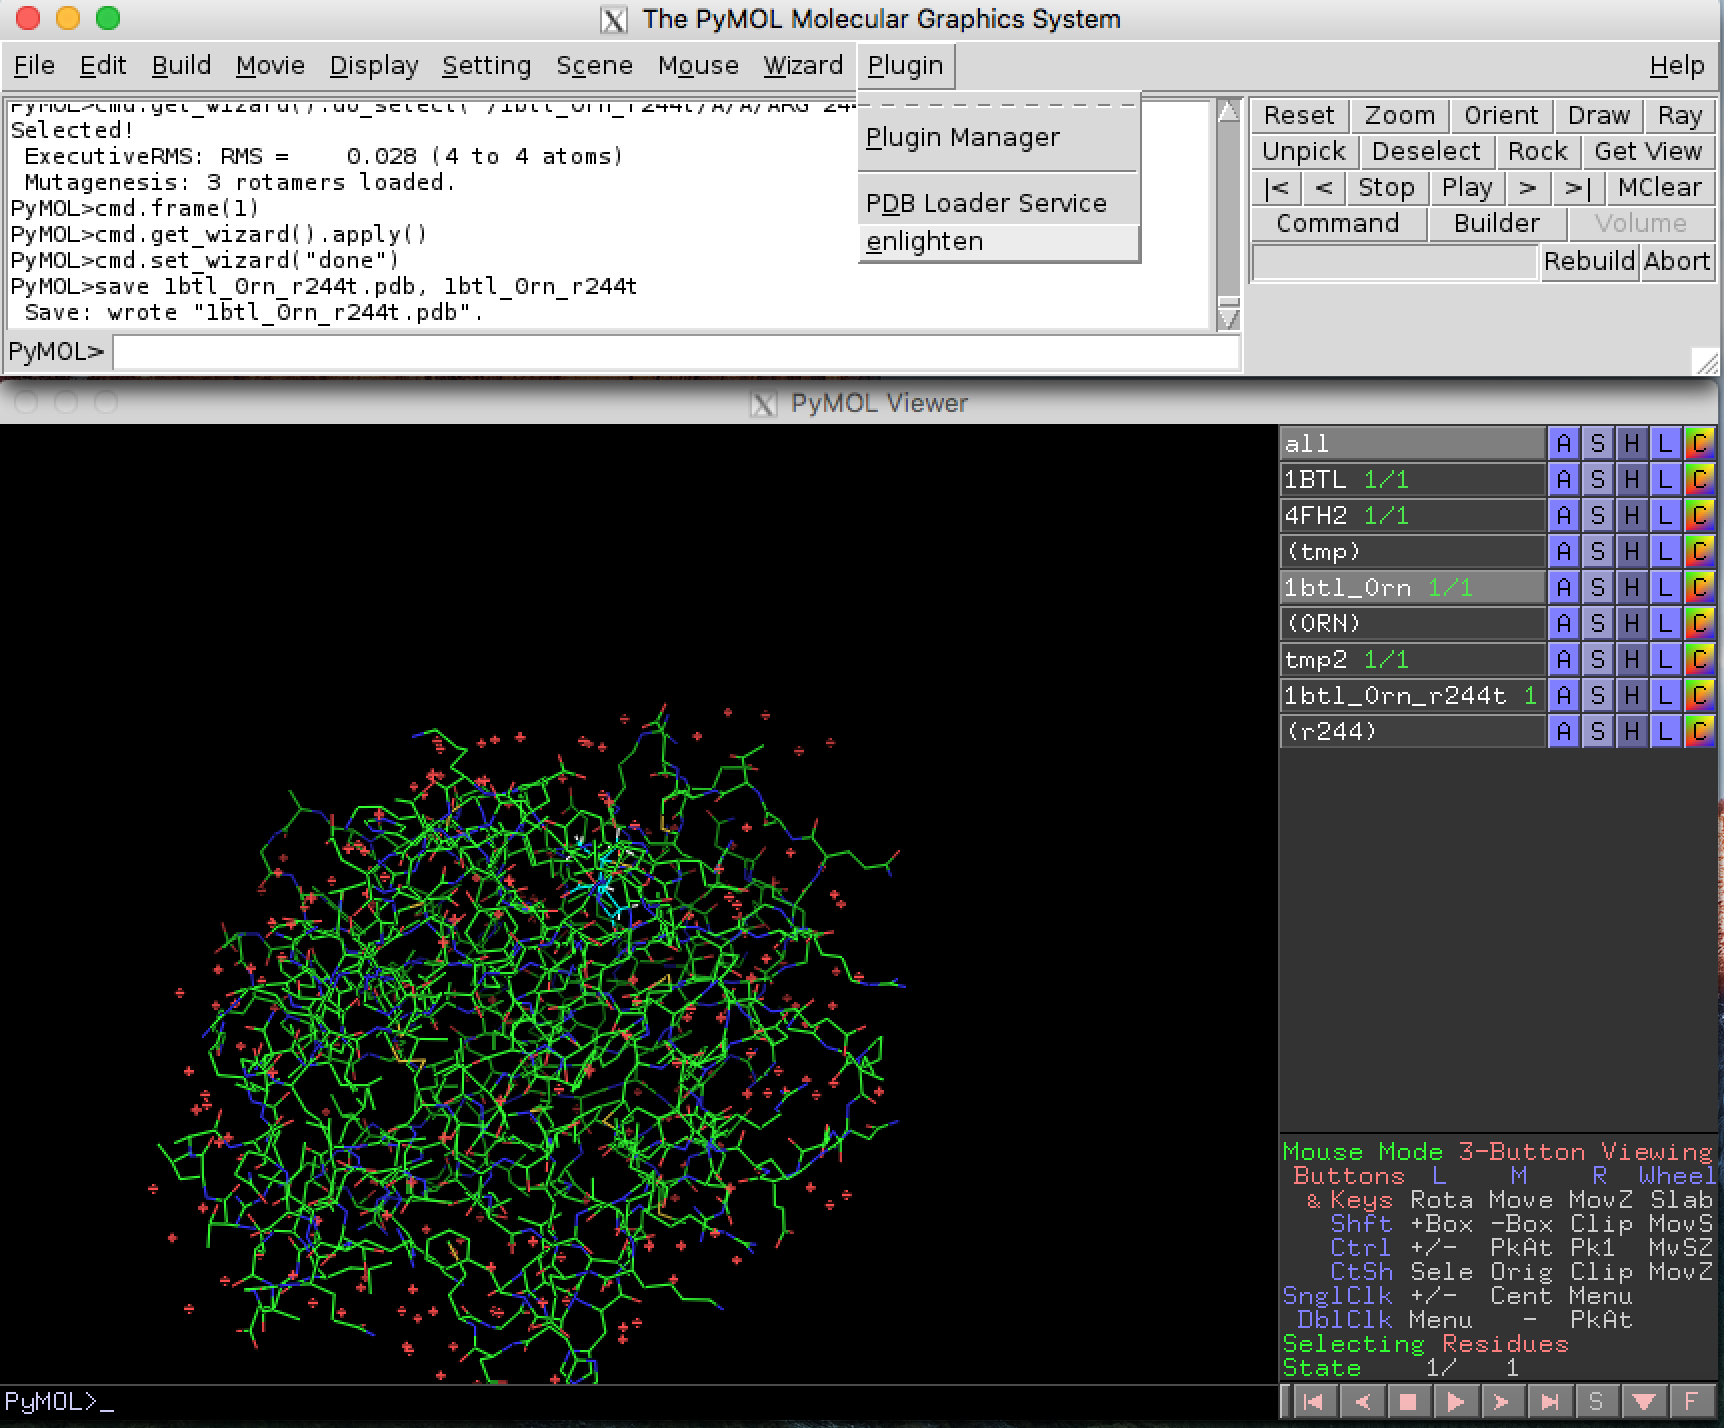 The PyMOL Molecular Graphics System
File Edit Build Movie Display Setting Scene Mouse Wizard Plugin Help
PyMOL>cmd.get_wizard().do_select("/1btl_Orn_r244t/A/A/ARG 24
Selected!
ExecutiveRMS: RMS = 0.028 (4 to 4 atoms)
Mutagenesis: 3 rotamers loaded.
PyMOL>cmd.frame(1)
PyMOL>cmd.get_wizard().apply()
PyMOL>cmd.set_wizard("done")
PyMOL>save 1btl_Orn_r244t.pdb, 1btl_Orn_r244t
Save: wrote "1btl_Orn_r244t.pdb".
PyMOL>
Plugin Manager
PDB Loader Service
enlighten
Reset Zoom Orient Draw Ray
Unpick Deselect Rock Get View
|< < Stop Play > >| MClear
Command Builder Volume
Rebuild Abort
PyMOL Viewer
all A S H L C
1BTL 1/1 A S H L C
4FH2 1/1 A S H L C
(tmp) A S H L C
1btl_Orn 1/1 A S H L C
(ORN) A S H L C
tmp2 1/1 A S H L C
1btl_Orn_r244t 1 A S H L C
(r244) A S H L C
Mouse Mode 3-Button Viewing
Buttons L M R Wheel
& Keys Rota Move MovZ Slab
Shft +Box -Box Clip MovS
Ctrl +/- PkAt Pk1 MvSZ
CtSh Sele Orig Clip MovZ
SnglClk +/- Cent Menu
DblClk Menu - PkAt
Selecting Residues
State 1/ 1
PyMOL>_
S F